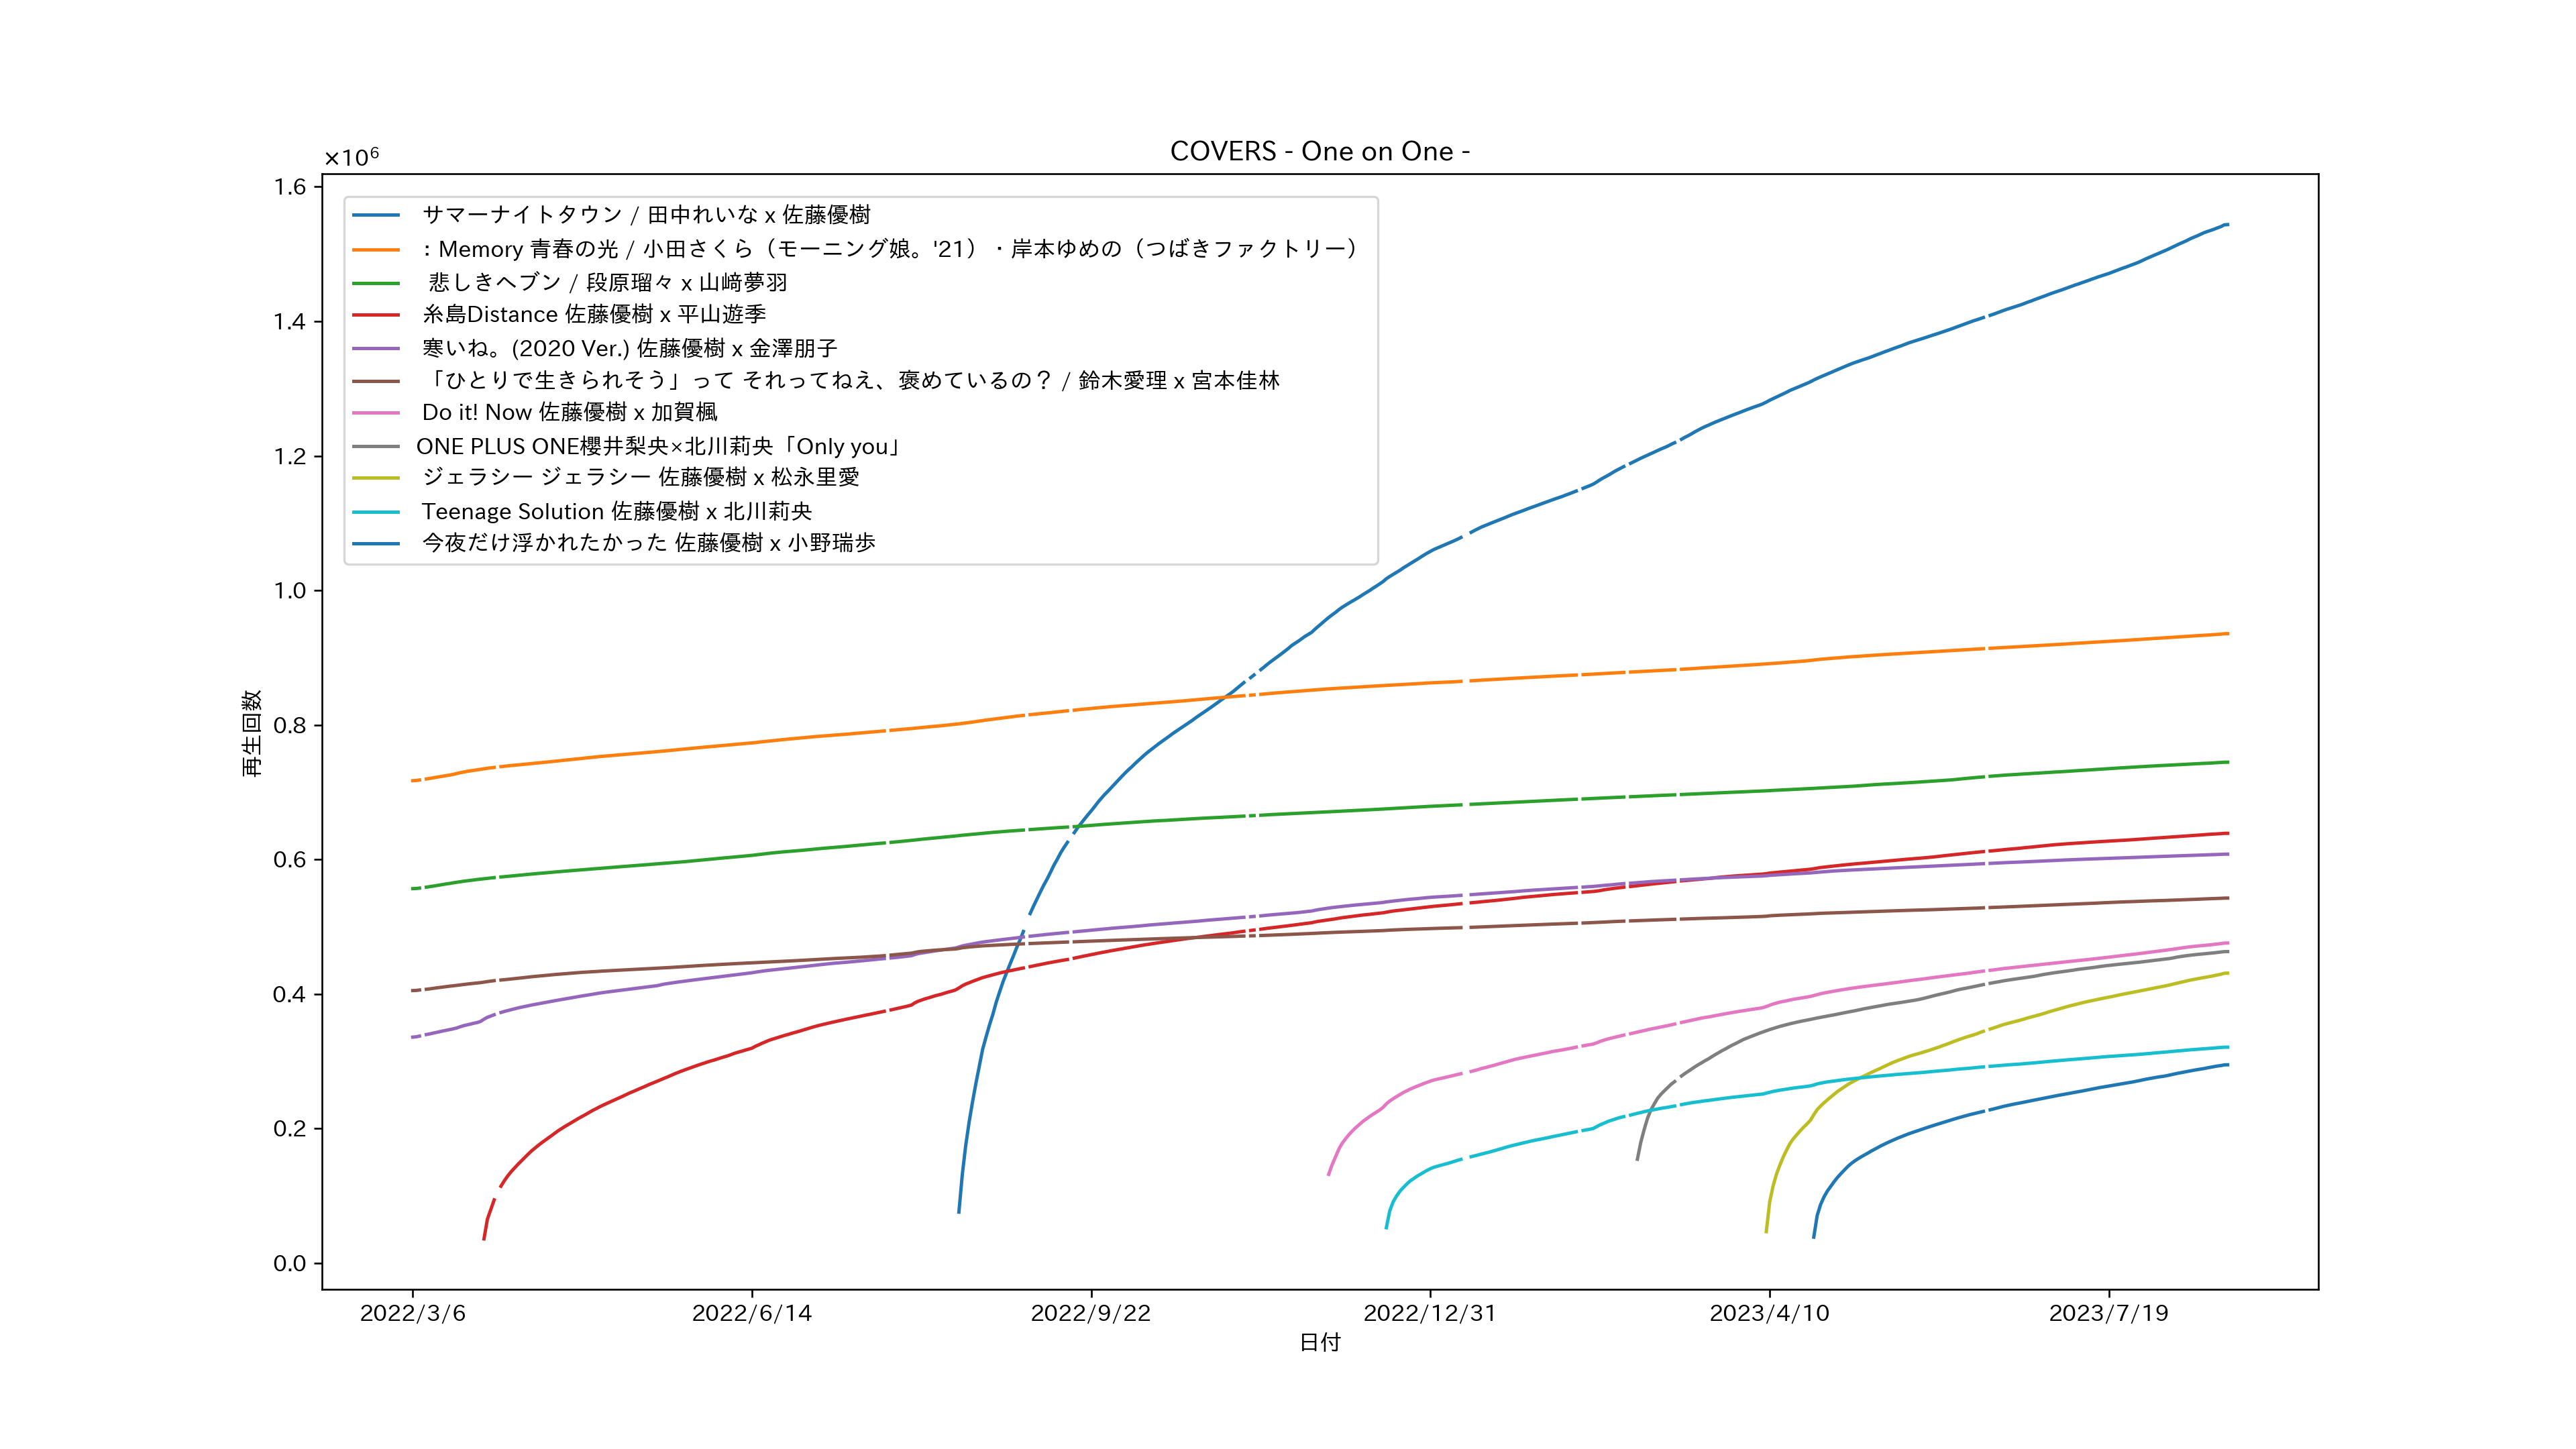 COVERS - One on One -
×10⁶
1.6
1.4
1.2
1.0
0.8
0.6
0.4
0.2
0.0
再生回数
サマーナイトタウン / 田中れいな x 佐藤優樹
: Memory 青春の光 / 小田さくら（モーニング娘。'21）・岸本ゆめの（つばきファクトリー）
悲しきヘブン / 段原瑠々 x 山﨑夢羽
糸島Distance 佐藤優樹 x 平山遊季
寒いね。(2020 Ver.) 佐藤優樹 x 金澤朋子
「ひとりで生きられそう」って それってねえ、褒めているの？ / 鈴木愛理 x 宮本佳林
Do it! Now 佐藤優樹 x 加賀楓
ONE PLUS ONE櫻井梨央×北川莉央「Only you」
ジェラシー ジェラシー 佐藤優樹 x 松永里愛
Teenage Solution 佐藤優樹 x 北川莉央
今夜だけ浮かれたかった 佐藤優樹 x 小野瑞歩
2022/3/6 2022/6/14 2022/9/22 2022/12/31 2023/4/10 2023/7/19
日付